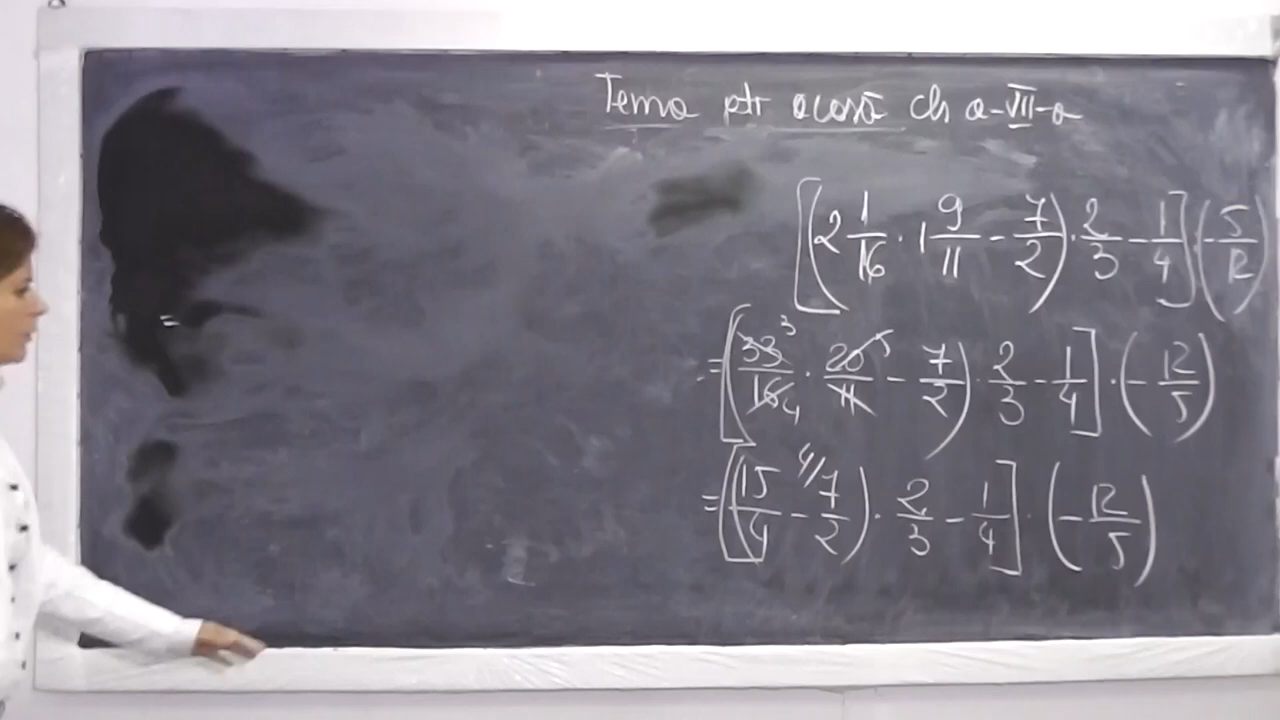 Tema ptr acasă cls a-VII-a
[(2 1/16 · 1 9/11 - 7/2) · 2/3 - 1/4] : (-5/12)
= [(33/16 · 20/11 - 7/2) · 2/3 - 1/4] · (-12/5)
= [(15/4 - 7/2) · 2/3 - 1/4] · (-12/5)